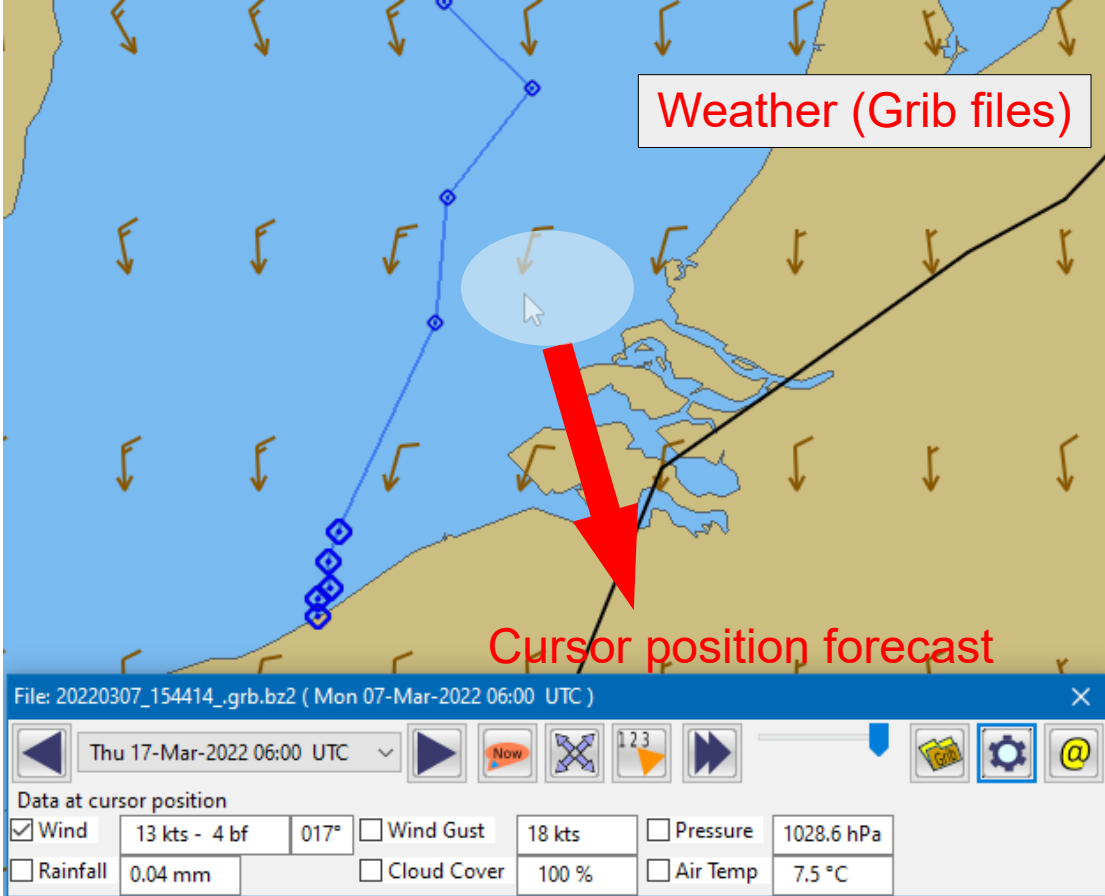 Weather (Grib files)
Cursor position forecast
File: 20220307_154414_.grb.bz2 ( Mon 07-Mar-2022 06:00 UTC )
Thu 17-Mar-2022 06:00 UTC
Now
1 2 3
Grib
@
Data at cursor position
Wind 13 kts - 4 bf 017° Wind Gust 18 kts Pressure 1028.6 hPa
Rainfall 0.04 mm Cloud Cover 100 % Air Temp 7.5 °C